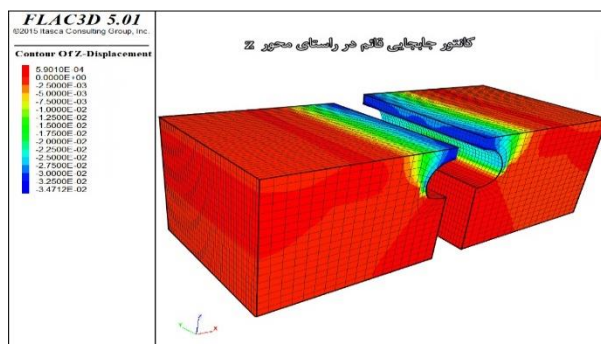 FLAC3D 5.01
©2015 Itasca Consulting Group, Inc.
Contour Of Z-Displacement
5.9010E-04
0.0000E+00
-2.5000E-03
-5.0000E-03
-7.5000E-03
-1.0000E-02
-1.2500E-02
-1.5000E-02
-1.7500E-02
-2.0000E-02
-2.2500E-02
-2.5000E-02
-2.7500E-02
-3.0000E-02
-3.2500E-02
-3.4712E-02
کانتور جابجایی قائم در راستای محور Z